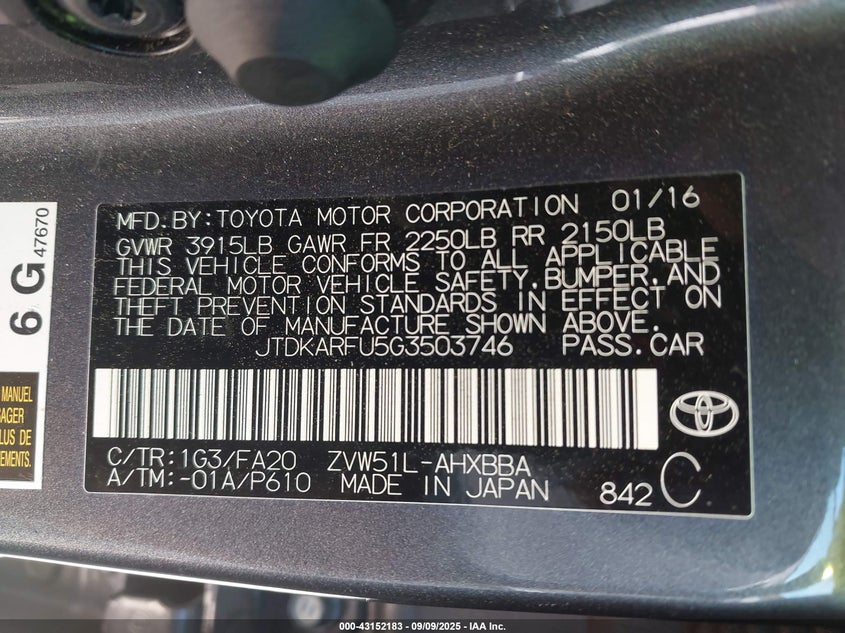 MFD.BY:TOYOTA MOTOR CORPORATION 01/16
GVWR 3915LB GAWR FR 2250LB RR 2150LB
THIS VEHICLE CONFORMS TO ALL APPLICABLE
FEDERAL MOTOR VEHICLE SAFETY,BUMPER,AND
THEFT PREVENTION STANDARDS IN EFFECT ON
THE DATE OF MANUFACTURE SHOWN ABOVE.
JTDKARFU5G3503746 PASS.CAR
C/TR:1G3/FA20 ZVW51L-AHXBBA
A/TM:-01A/P610 MADE IN JAPAN 842 C
6 G 47670
MANUEL
LUS DE
000-43152183 - 09/09/2025 - IAA Inc.